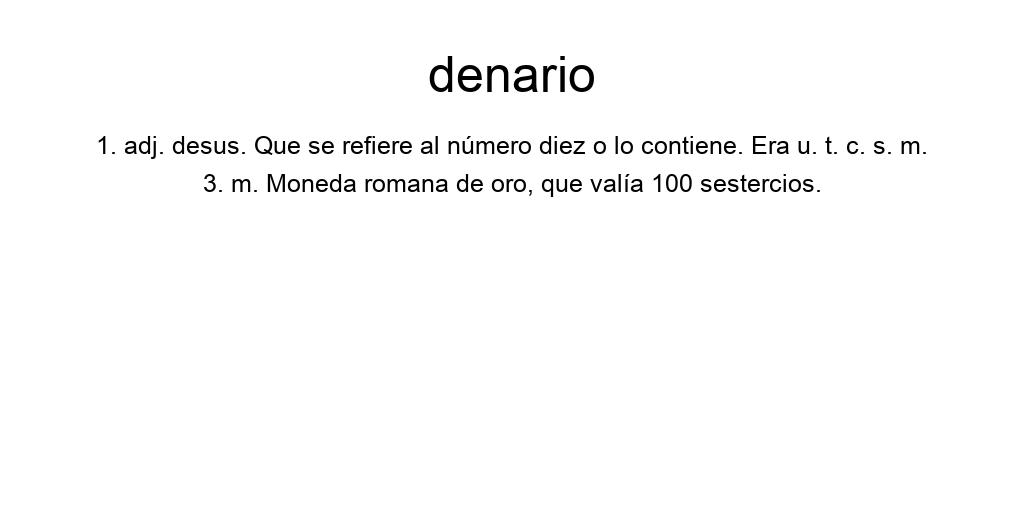 denario
1. adj. desus. Que se refiere al número diez o lo contiene. Era u. t. c. s. m.
3. m. Moneda romana de oro, que valía 100 sestercios.